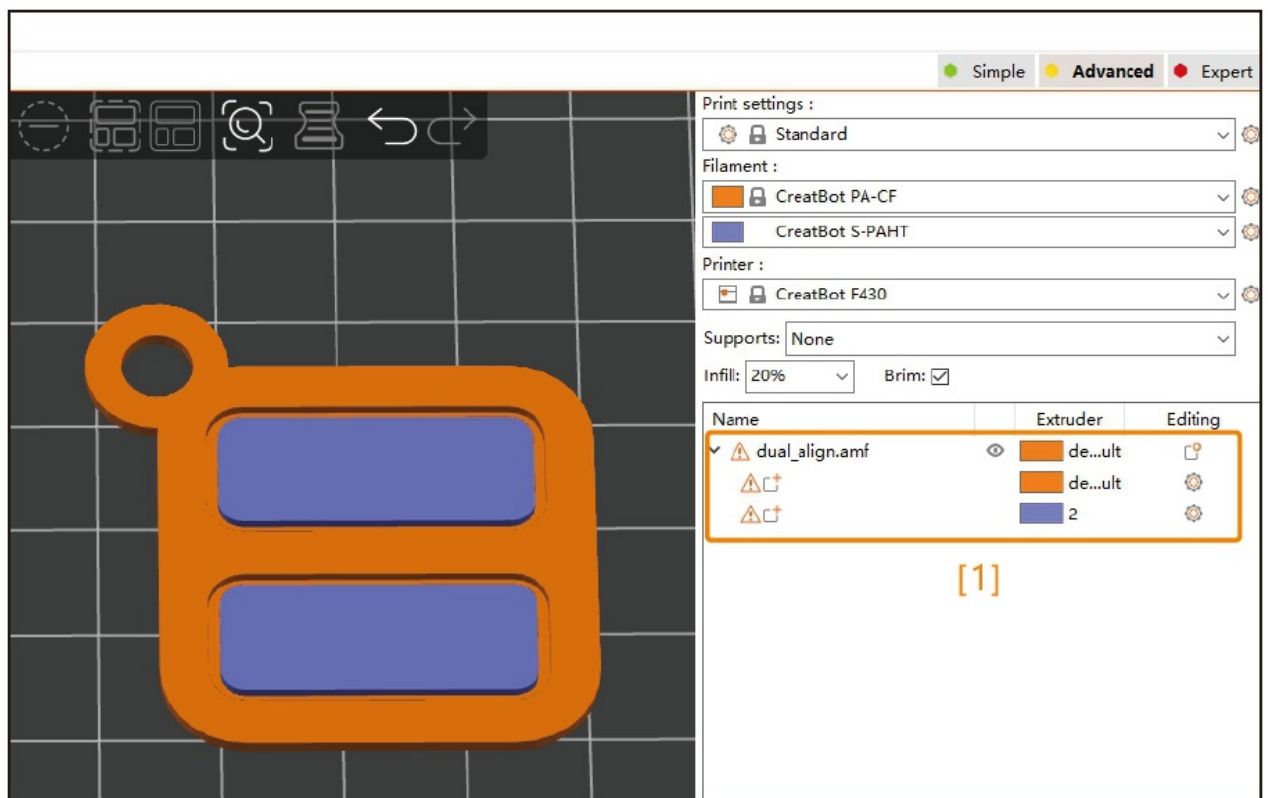 Simple Advanced Expert
Print settings :
Standard
Filament :
CreatBot PA-CF
CreatBot S-PAHT
Printer :
CreatBot F430
Supports: None
Infill: 20% Brim:
Name Extruder Editing
dual_align.amf de...ult
de...ult
2
[1]